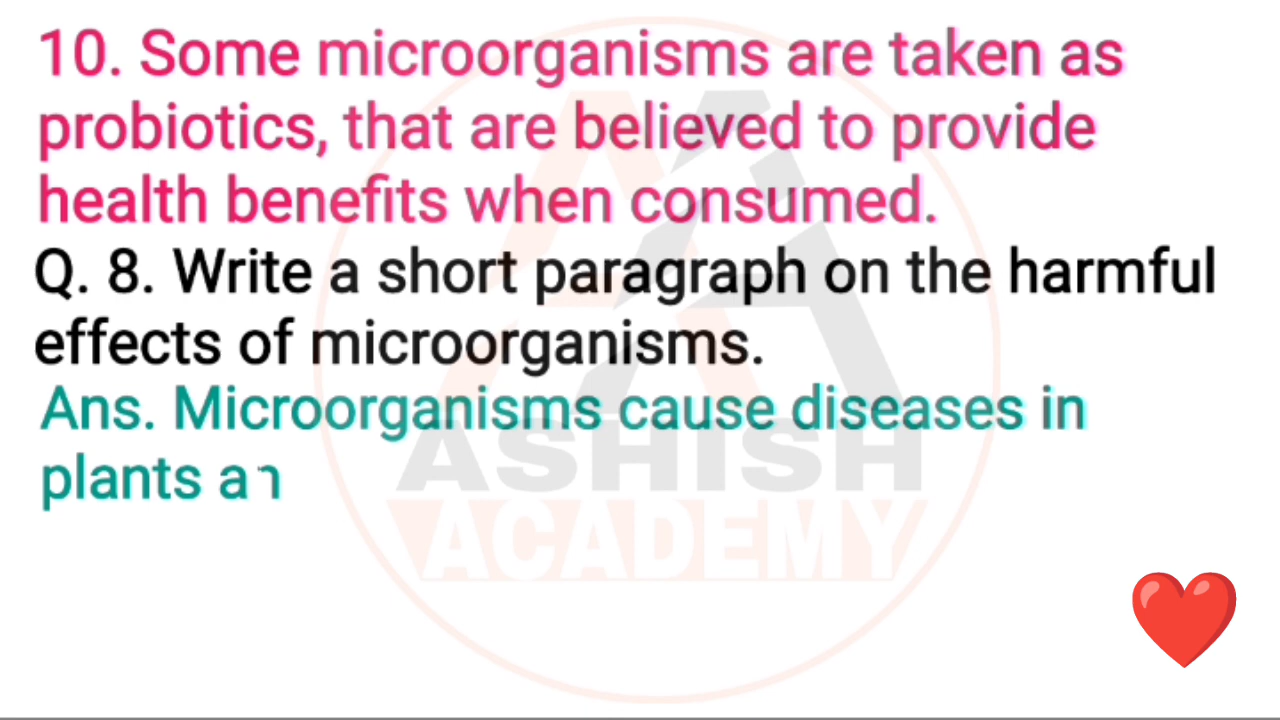 10. Some microorganisms are taken as
probiotics, that are believed to provide
health benefits when consumed.
Q. 8. Write a short paragraph on the harmful
effects of microorganisms.
Ans. Microorganisms cause diseases in
plants
ASHISH
ACADEMY